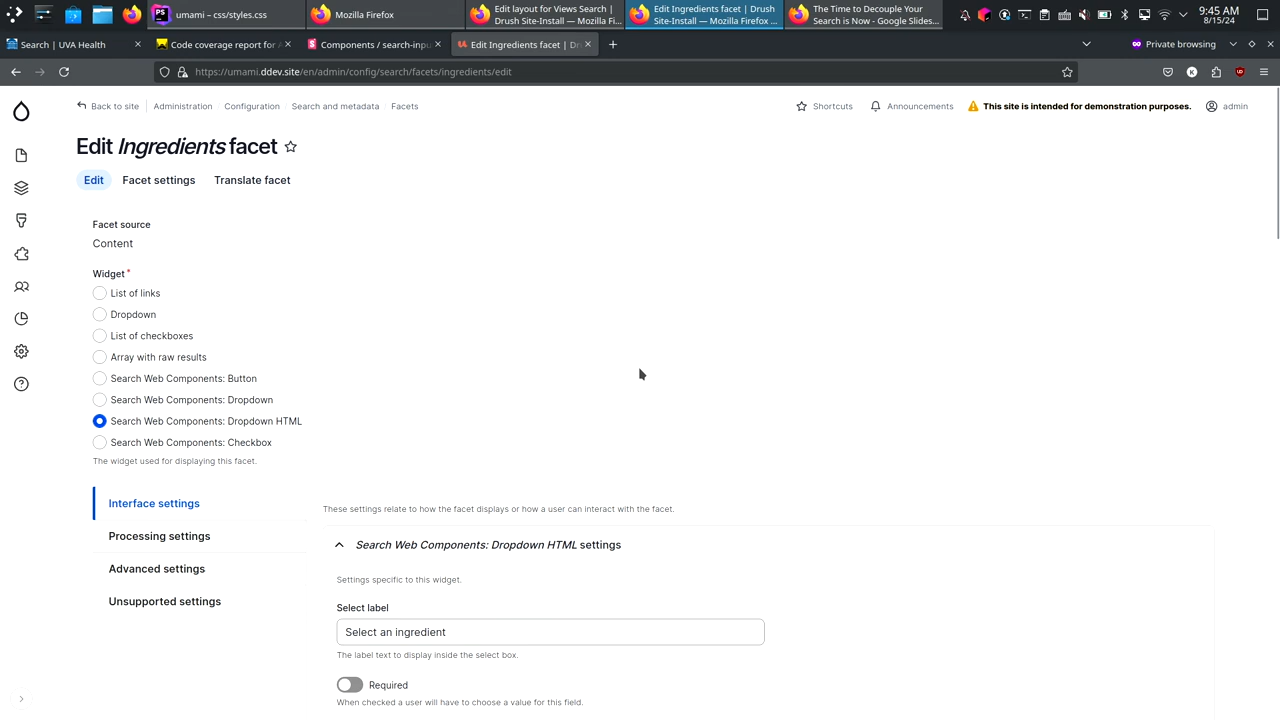 umami – css/styles.css
Mozilla Firefox
Edit layout for Views Search |
Drush Site-Install — Mozilla Fi...
Edit Ingredients facet | Drush
Site-Install — Mozilla Firefox ...
The Time to Decouple Your
Search is Now - Google Slides...
9:45 AM
8/15/24
Search | UVA Health
Code coverage report for A
Components / search-inpu
Edit Ingredients facet | Dr
Private browsing
https://umami.ddev.site/en/admin/config/search/facets/ingredients/edit
Back to site
Administration
Configuration
Search and metadata
Facets
Shortcuts
Announcements
This site is intended for demonstration purposes.
admin
Edit Ingredients facet
Edit
Facet settings
Translate facet
Facet source
Content
Widget*
List of links
Dropdown
List of checkboxes
Array with raw results
Search Web Components: Button
Search Web Components: Dropdown
Search Web Components: Dropdown HTML
Search Web Components: Checkbox
The widget used for displaying this facet.
Interface settings
Processing settings
Advanced settings
Unsupported settings
These settings relate to how the facet displays or how a user can interact with the facet.
Search Web Components: Dropdown HTML settings
Settings specific to this widget.
Select label
Select an ingredient
The label text to display inside the select box.
Required
When checked a user will have to choose a value for this field.